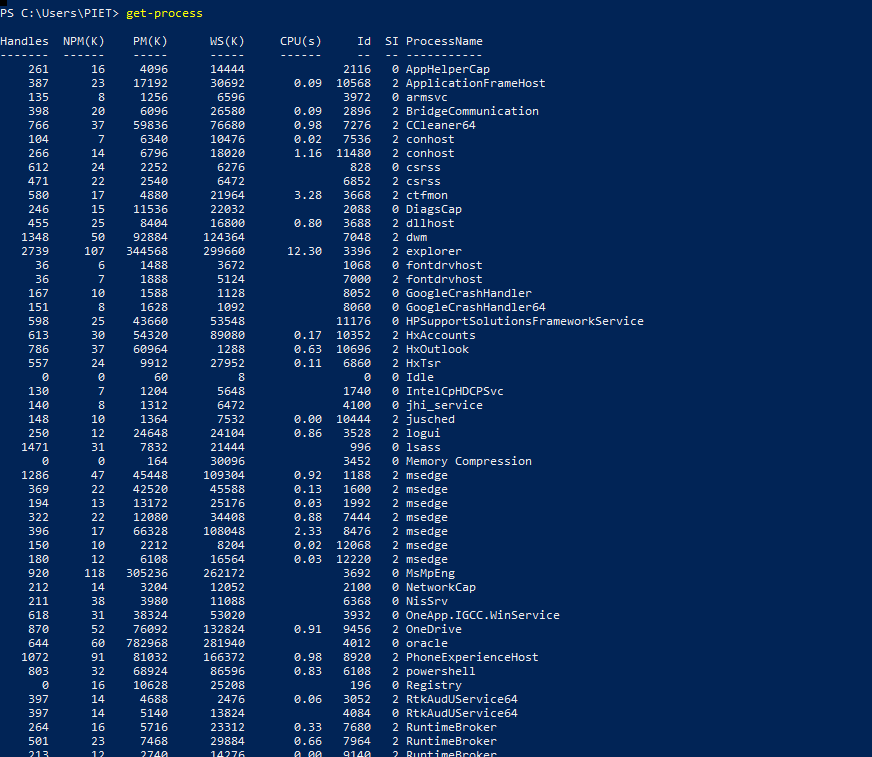 PS C:\Users\PIET> get-process
Handles NPM(K) PM(K) WS(K) CPU(s) Id SI ProcessName
------- ------ ----- ----- ------ -- -- -----------
261 16 4096 14444 2116 0 AppHelperCap
387 23 17192 30692 0.09 10568 2 ApplicationFrameHost
135 8 1256 6596 3972 0 armsvc
398 20 6096 26580 0.09 2896 2 BridgeCommunication
766 37 59836 76680 0.98 7276 2 CCleaner64
104 7 6340 10476 0.02 7536 2 conhost
266 14 6796 18020 1.16 11480 2 conhost
612 24 2252 6276 828 0 csrss
471 22 2540 6472 6852 2 csrss
580 17 4880 21964 3.28 3668 2 ctfmon
246 15 11536 22032 2088 0 DiagsCap
455 25 8404 16800 0.80 3688 2 dllhost
1348 50 92884 124364 7048 2 dwm
2739 107 344568 299660 12.30 3396 2 explorer
36 6 1488 3672 1068 0 fontdrvhost
36 7 1888 5124 7000 2 fontdrvhost
167 10 1588 1128 8052 0 GoogleCrashHandler
151 8 1628 1092 8060 0 GoogleCrashHandler64
598 25 43660 53548 11176 0 HPSupportSolutionsFrameworkService
613 30 54320 89080 0.17 10352 2 HxAccounts
786 37 60964 1288 0.63 10696 2 HxOutlook
557 24 9912 27952 0.11 6860 2 HxTsr
0 0 60 8 0 0 Idle
130 7 1204 5648 1740 0 IntelCpHDCPSvc
140 8 1312 6472 4100 0 jhi_service
148 10 1364 7532 0.00 10444 2 jusched
250 12 24648 24104 0.86 3528 2 logui
1471 31 7832 21444 996 0 lsass
0 0 164 30096 3452 0 Memory Compression
1286 47 45448 109304 0.92 1188 2 msedge
369 22 42520 45588 0.13 1600 2 msedge
194 13 13172 25176 0.03 1992 2 msedge
322 22 12080 34408 0.88 7444 2 msedge
396 17 66328 108048 2.33 8476 2 msedge
150 10 2212 8204 0.02 12068 2 msedge
180 12 6108 16564 0.03 12220 2 msedge
920 118 305236 262172 3692 0 MsMpEng
212 14 3204 12052 2100 0 NetworkCap
211 38 3980 11088 6368 0 NisSrv
618 31 38324 53020 3932 0 OneApp.IGCC.WinService
870 52 76092 132824 0.91 9456 2 OneDrive
644 60 782968 281940 4012 0 oracle
1072 91 81032 166372 0.98 8920 2 PhoneExperienceHost
803 32 68924 86596 0.83 6108 2 powershell
0 16 10628 25208 196 0 Registry
397 14 4688 2476 0.06 3052 2 RtkAudUService64
397 14 5140 13824 4084 0 RtkAudUService64
264 16 5716 23312 0.33 7680 2 RuntimeBroker
501 23 7468 29884 0.66 7964 2 RuntimeBroker
213 12 2740 14276 0.00 9140 2 RuntimeBroker